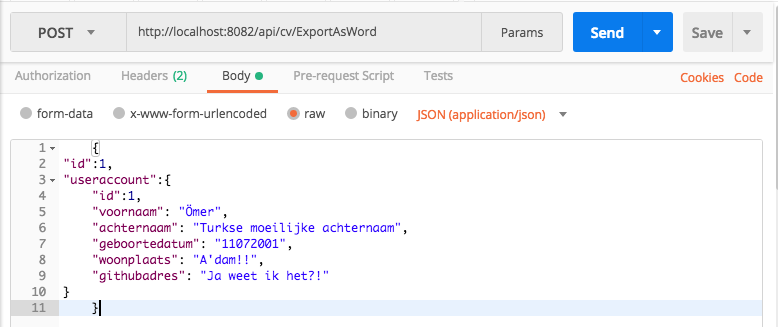 POST http://localhost:8082/api/cv/ExportAsWord Params Send Save
Authorization Headers (2) Body Pre-request Script Tests Cookies Code
form-data x-www-form-urlencoded raw binary JSON (application/json)
1 {
2 "id":1,
3 "useraccount":{
4 "id":1,
5 "voornaam": "Ömer",
6 "achternaam": "Turkse moeilijke achternaam",
7 "geboortedatum": "11072001",
8 "woonplaats": "A'dam!!",
9 "githubadres": "Ja weet ik het?!"
10 }
11 }